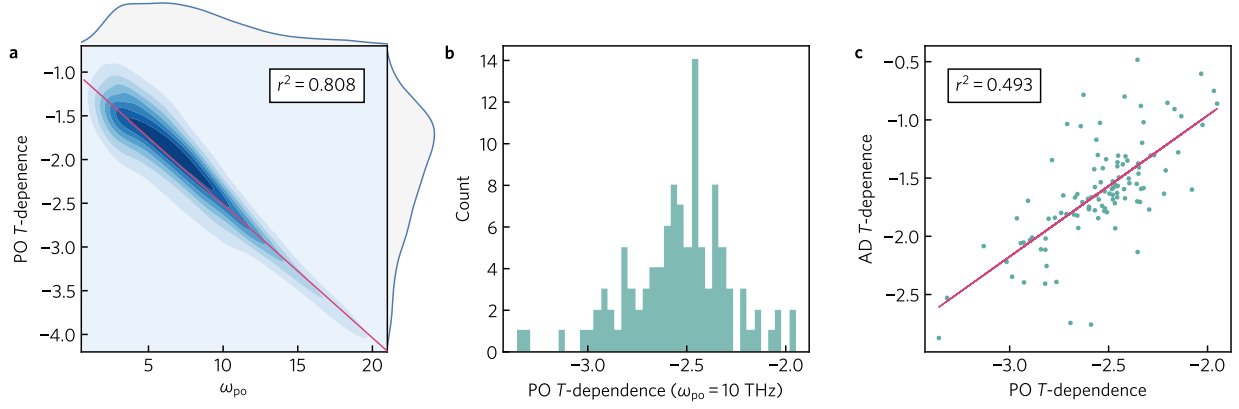 a
r² = 0.808
−1.0
−1.5
−2.0
−2.5
−3.0
−3.5
−4.0
PO T-depenence
5
10
15
20
ω_po
b
14
12
10
8
6
4
2
0
Count
−3.0
−2.5
−2.0
PO T-dependence (ω_po = 10 THz)
c
r² = 0.493
−0.5
−1.0
−1.5
−2.0
−2.5
AD T-depenence
−3.0
−2.5
−2.0
PO T-dependence